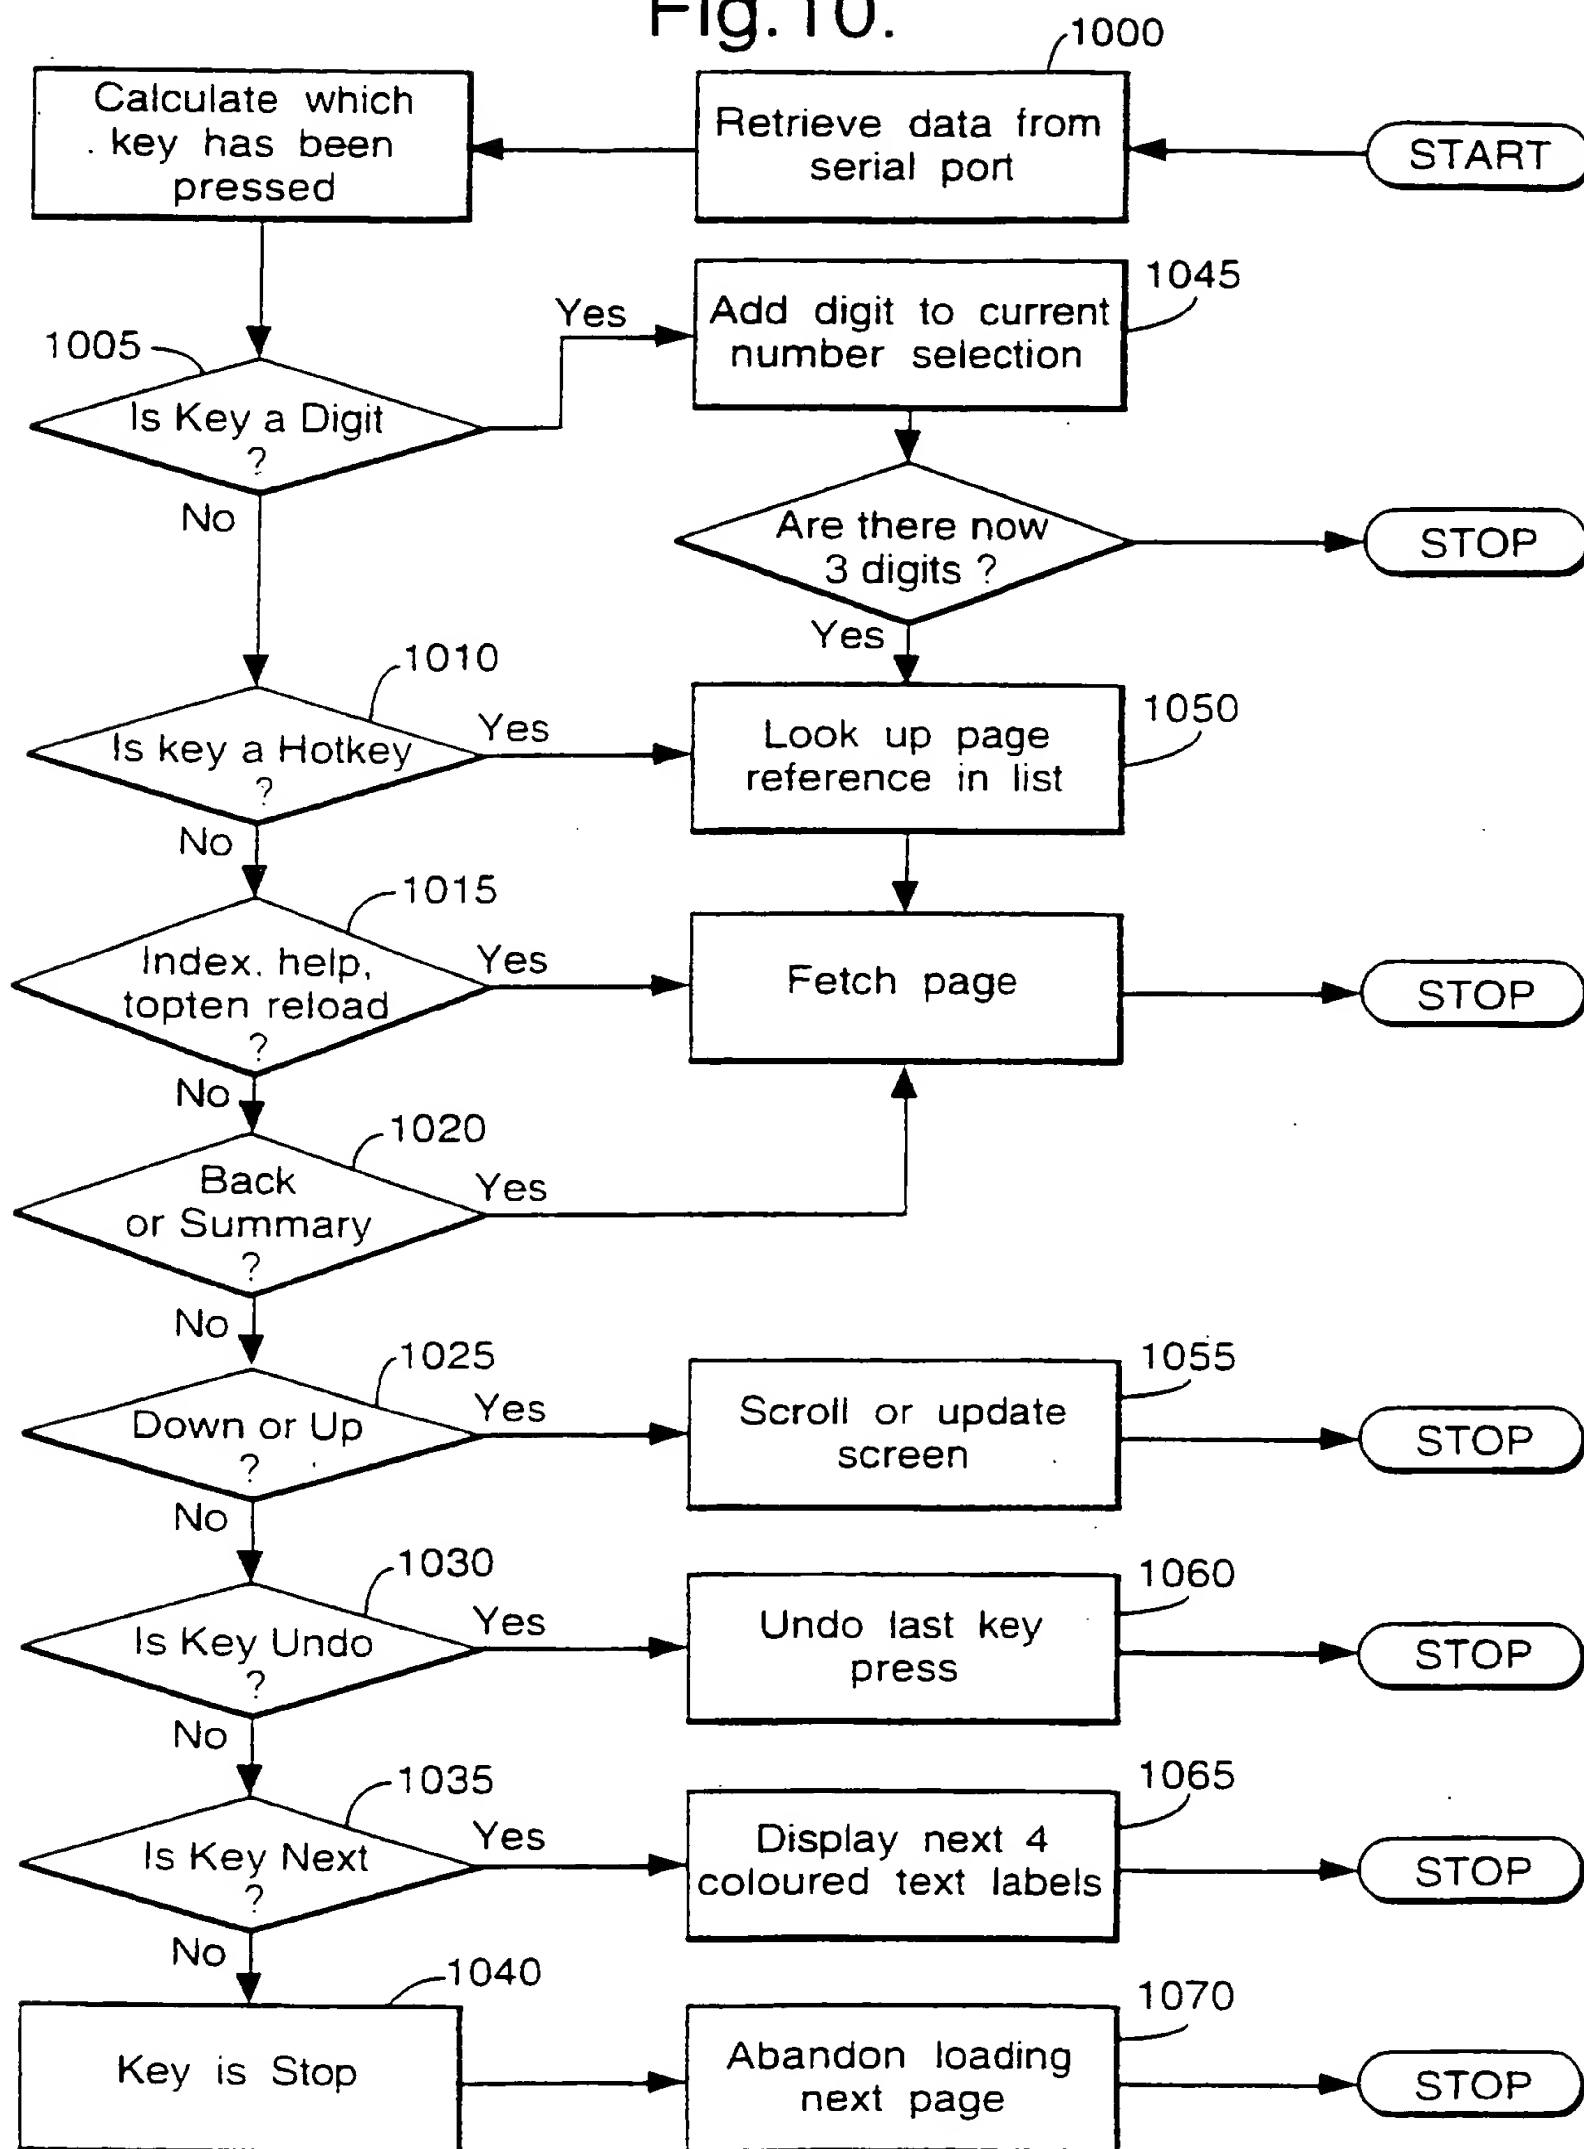 Fig.10.
1000
Calculate which
key has been
pressed
Retrieve data from
serial port
START
1045
Yes
Add digit to current
number selection
1005
Is Key a Digit
?
No
Are there now
3 digits ?
STOP
Yes
1010
Is key a Hotkey
?
Yes
Look up page
reference in list
1050
No
1015
Index, help,
topten reload
?
Yes
Fetch page
STOP
No
1020
Back
or Summary
?
Yes
No
1025
Down or Up
?
Yes
Scroll or update
screen
1055
STOP
No
1030
Is Key Undo
?
Yes
Undo last key
press
1060
STOP
No
1035
Is Key Next
?
Yes
Display next 4
coloured text labels
1065
STOP
No
1040
Key is Stop
Abandon loading
next page
1070
STOP